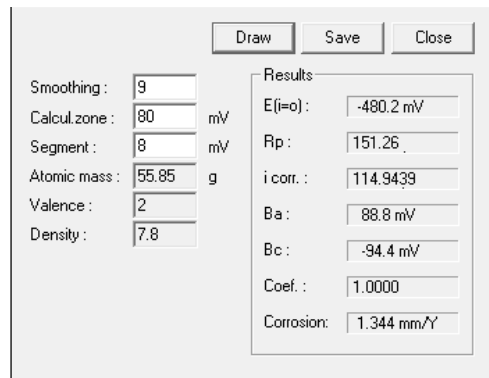 Draw Save Close
Smoothing : 9
Calcul.zone : 80 mV
Segment : 8 mV
Atomic mass : 55.85 g
Valence : 2
Density : 7.8
Results
E(i=o) : -480.2 mV
Rp : 151.26
i corr. : 114.9439
Ba : 88.8 mV
Bc : -94.4 mV
Coef. : 1.0000
Corrosion: 1.344 mm/Y